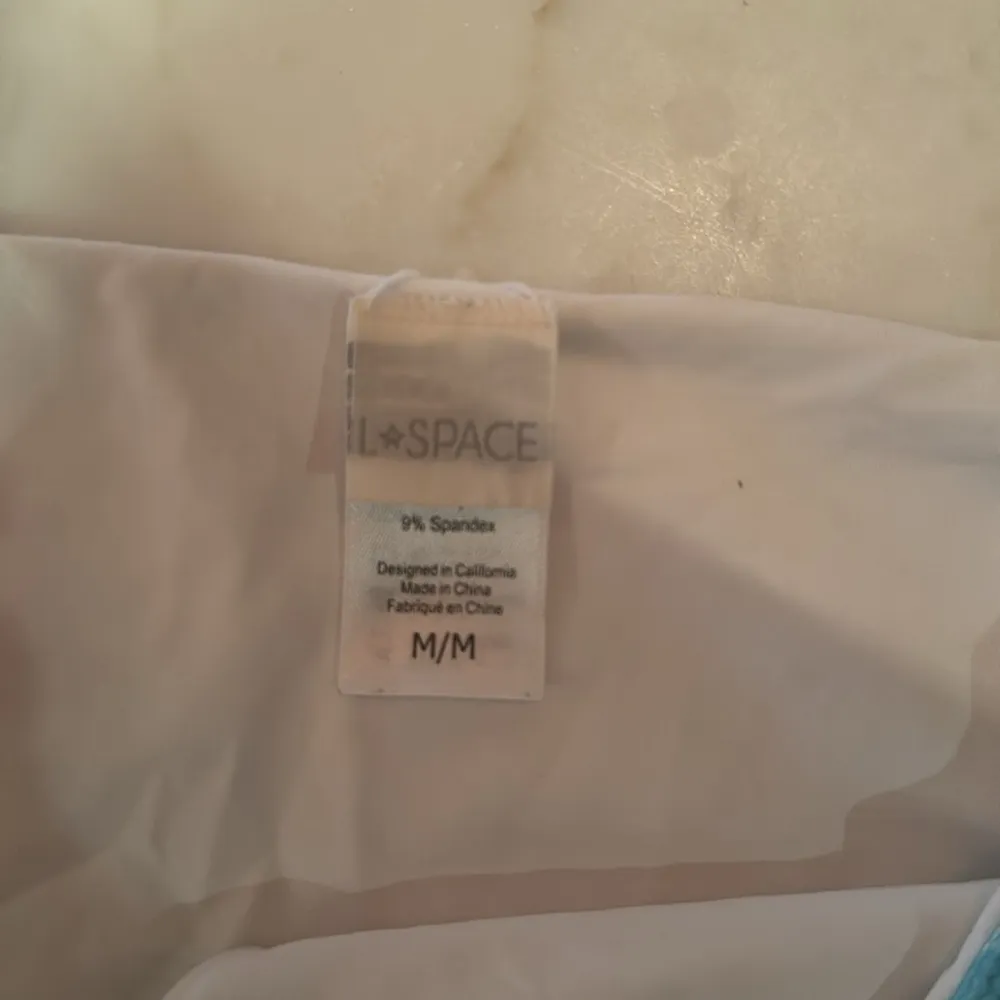 L★SPACE
9% Spandex
Designed in California
Made in China
Fabriqué en Chine
M/M